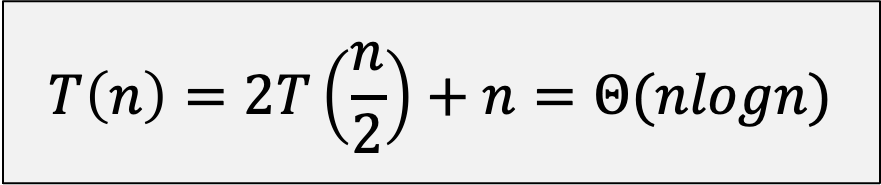 T(n) = 2T(n/2) + n = Θ(nlogn)